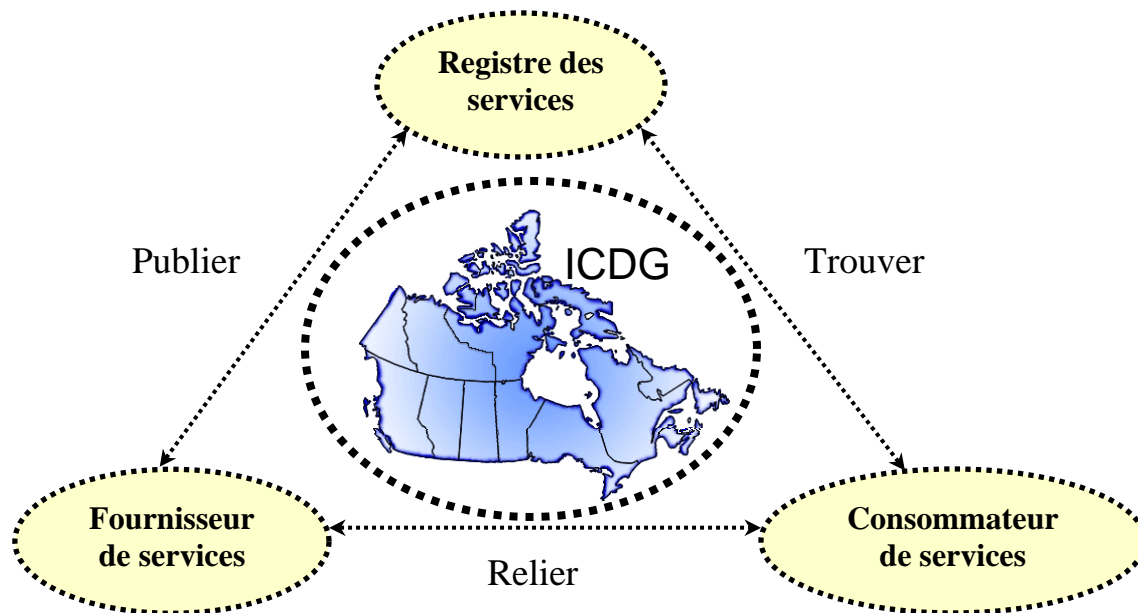 Registre des
services
ICDG
Publier
Trouver
Fournisseur
de services
Consommateur
de services
Relier